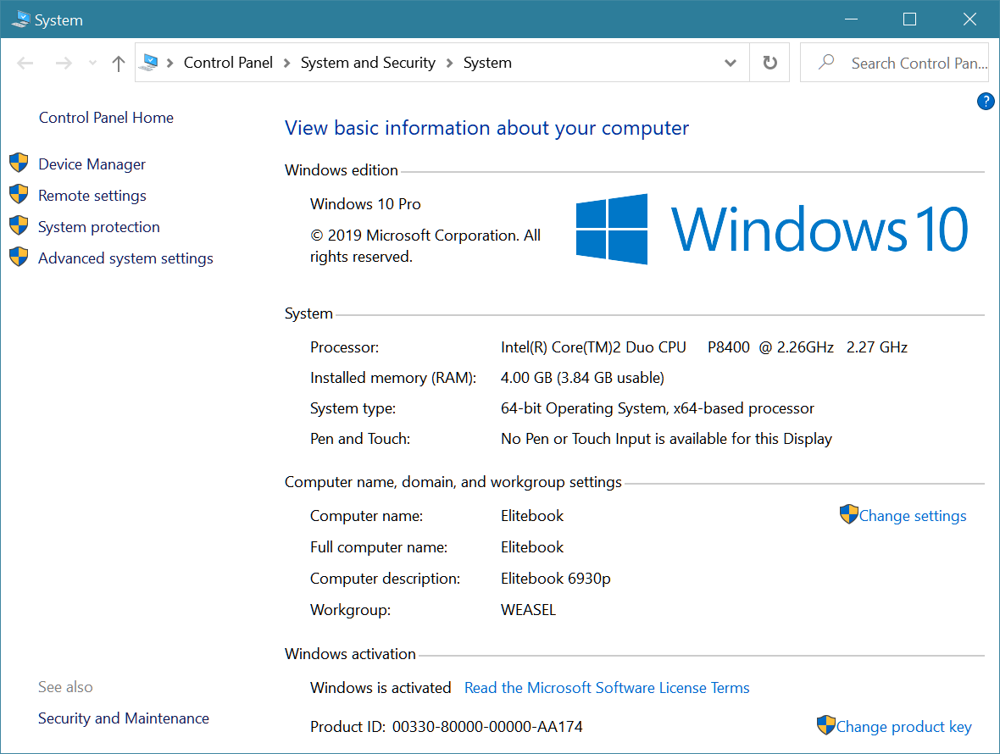 System
Control Panel > System and Security > System
Search Control Pan...
?
Control Panel Home
Device Manager
Remote settings
System protection
Advanced system settings
View basic information about your computer
Windows edition
Windows 10 Pro
© 2019 Microsoft Corporation. All
rights reserved.
Windows 10
System
Processor: Intel(R) Core(TM)2 Duo CPU P8400 @ 2.26GHz 2.27 GHz
Installed memory (RAM): 4.00 GB (3.84 GB usable)
System type: 64-bit Operating System, x64-based processor
Pen and Touch: No Pen or Touch Input is available for this Display
Computer name, domain, and workgroup settings
Computer name: Elitebook Change settings
Full computer name: Elitebook
Computer description: Elitebook 6930p
Workgroup: WEASEL
Windows activation
Windows is activated Read the Microsoft Software License Terms
Product ID: 00330-80000-00000-AA174 Change product key
See also
Security and Maintenance